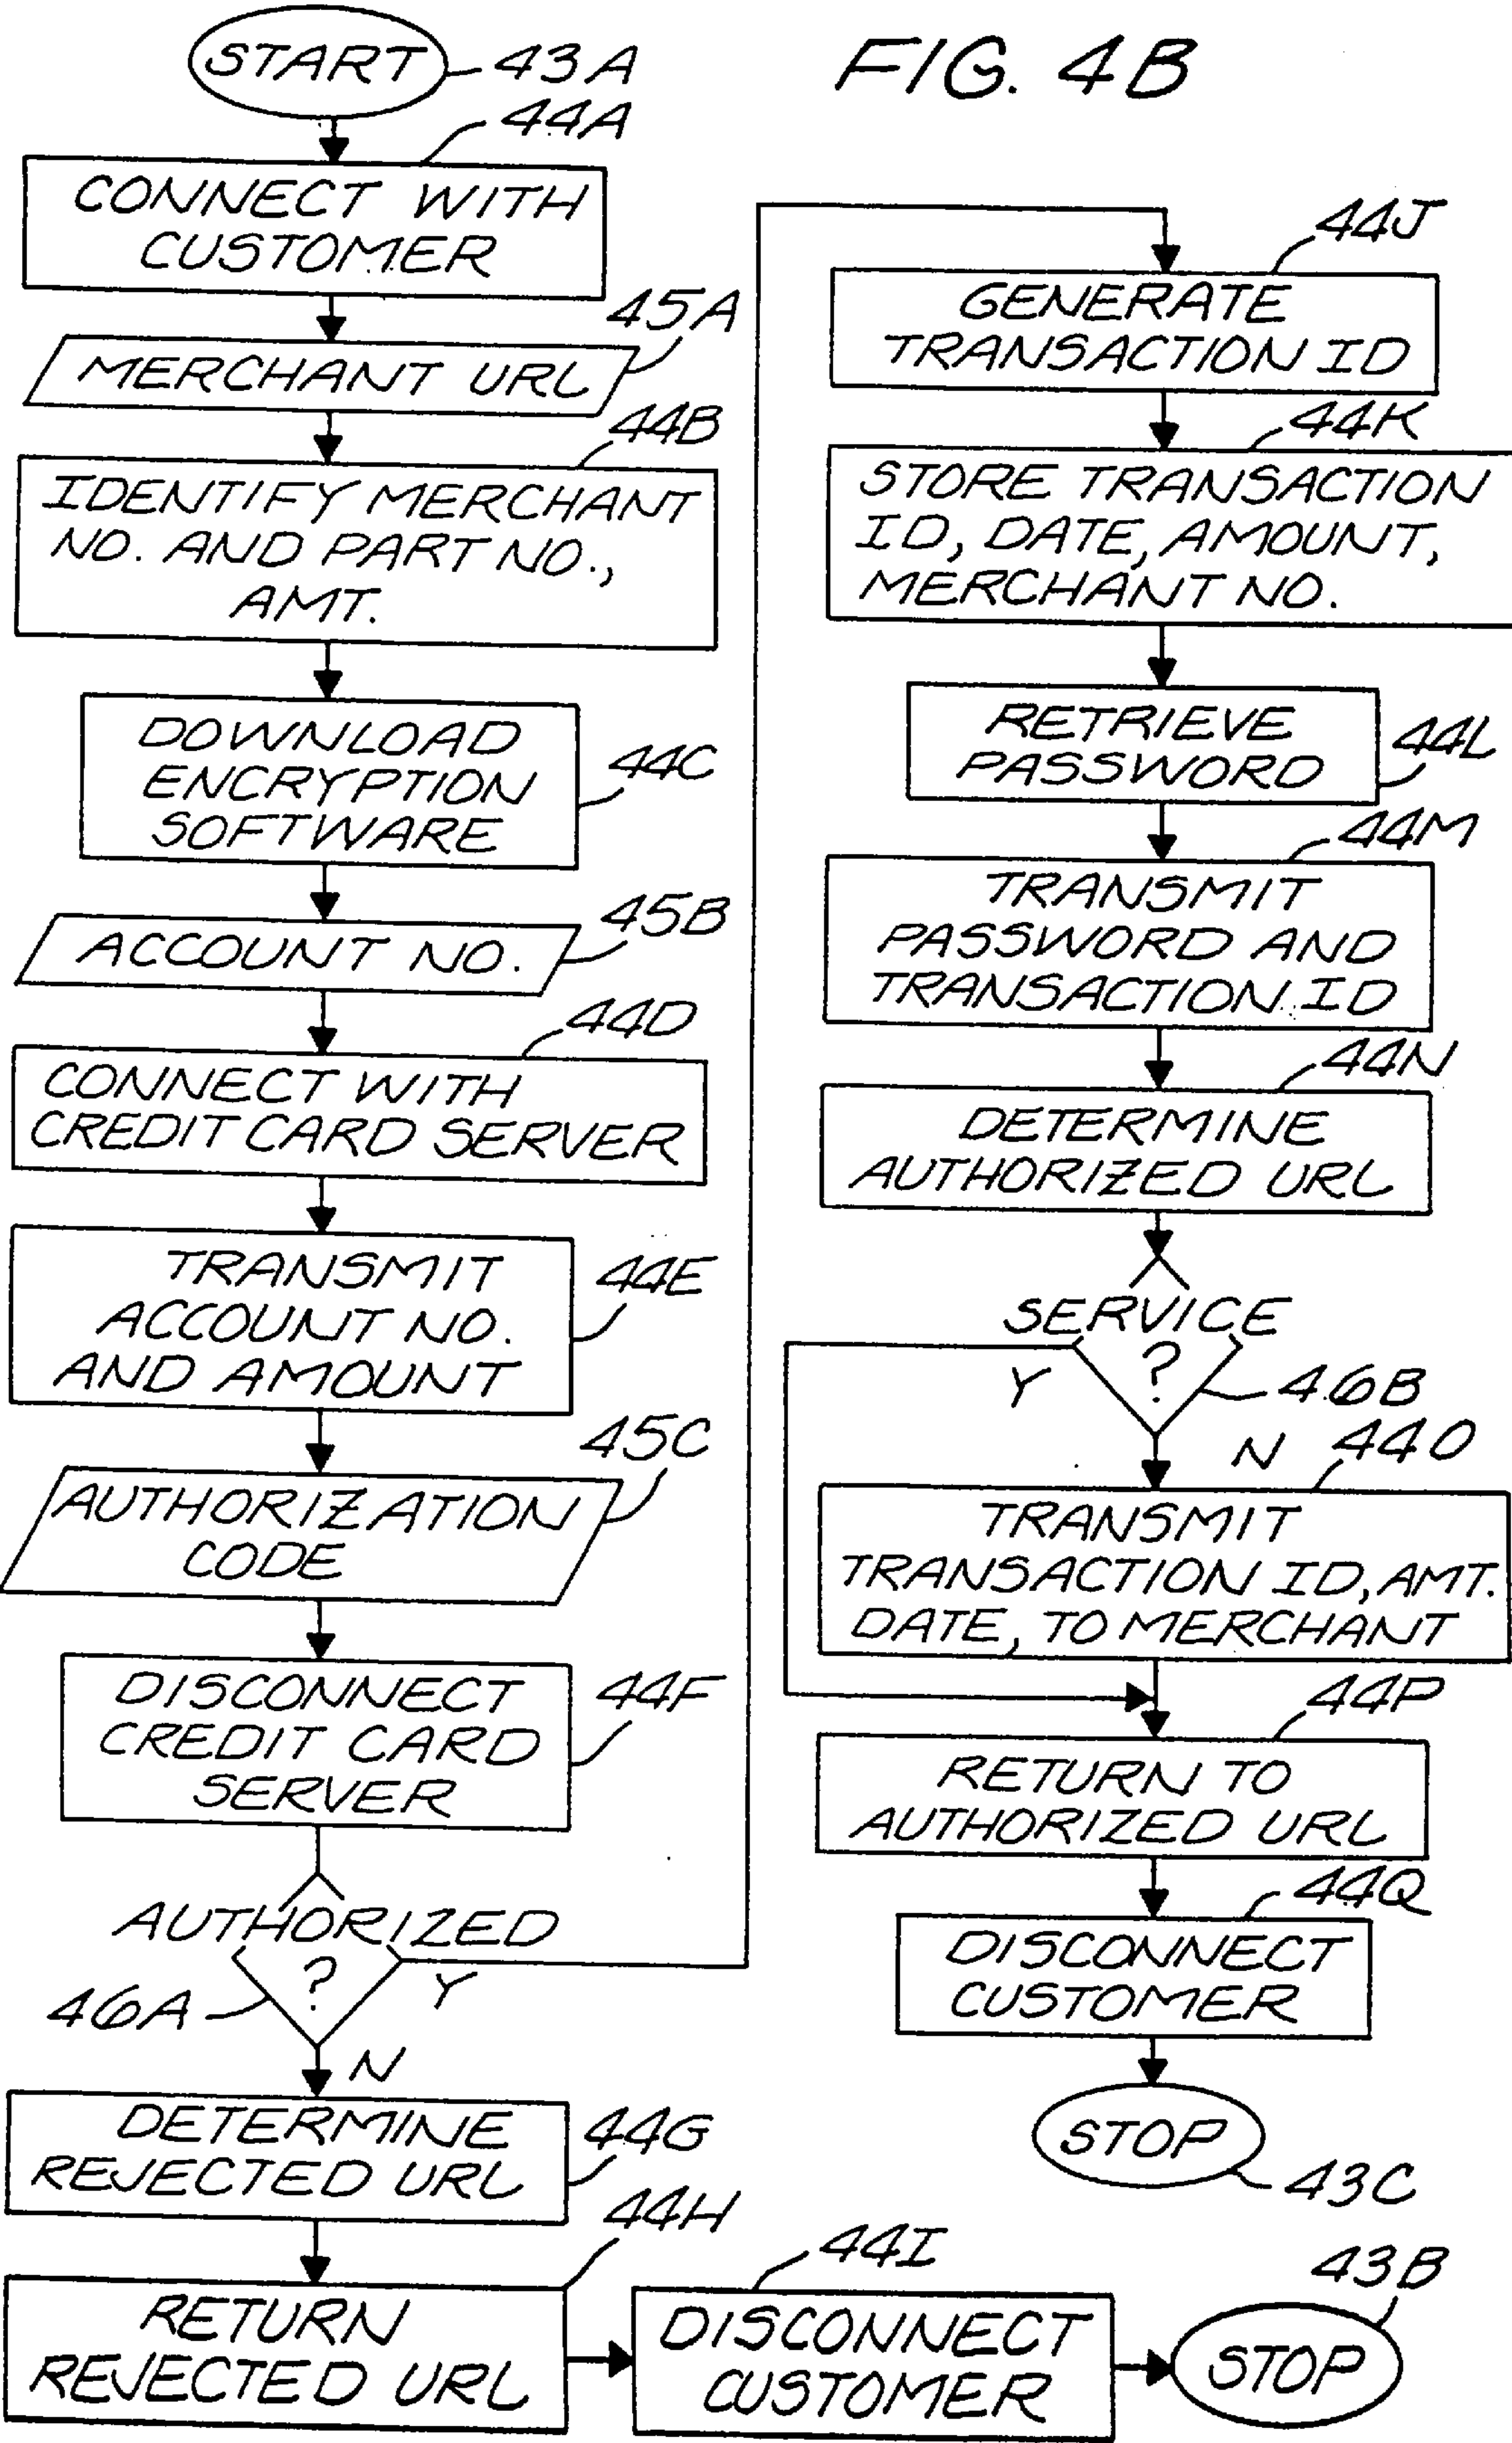 FIG. 4B
START
43A
44A
CONNECT WITH
CUSTOMER
45A
MERCHANT URL
44B
IDENTIFY MERCHANT
NO. AND PART NO.,
AMT.
DOWNLOAD
ENCRYPTION
SOFTWARE
44C
45B
ACCOUNT NO.
44D
CONNECT WITH
CREDIT CARD SERVER
TRANSMIT
ACCOUNT NO.
AND AMOUNT
44E
45C
AUTHORIZATION
CODE
DISCONNECT
CREDIT CARD
SERVER
44F
AUTHORIZED
?
Y
46A
N
DETERMINE
REJECTED URL
44G
44H
RETURN
REJECTED URL
44I
DISCONNECT
CUSTOMER
43B
STOP
44J
GENERATE
TRANSACTION ID
44K
STORE TRANSACTION
ID, DATE, AMOUNT,
MERCHANT NO.
RETRIEVE
PASSWORD
44L
44M
TRANSMIT
PASSWORD AND
TRANSACTION ID
44N
DETERMINE
AUTHORIZED URL
SERVICE
?
Y
46B
N
44O
TRANSMIT
TRANSACTION ID, AMT.
DATE, TO MERCHANT
44P
RETURN TO
AUTHORIZED URL
44Q
DISCONNECT
CUSTOMER
STOP
43C